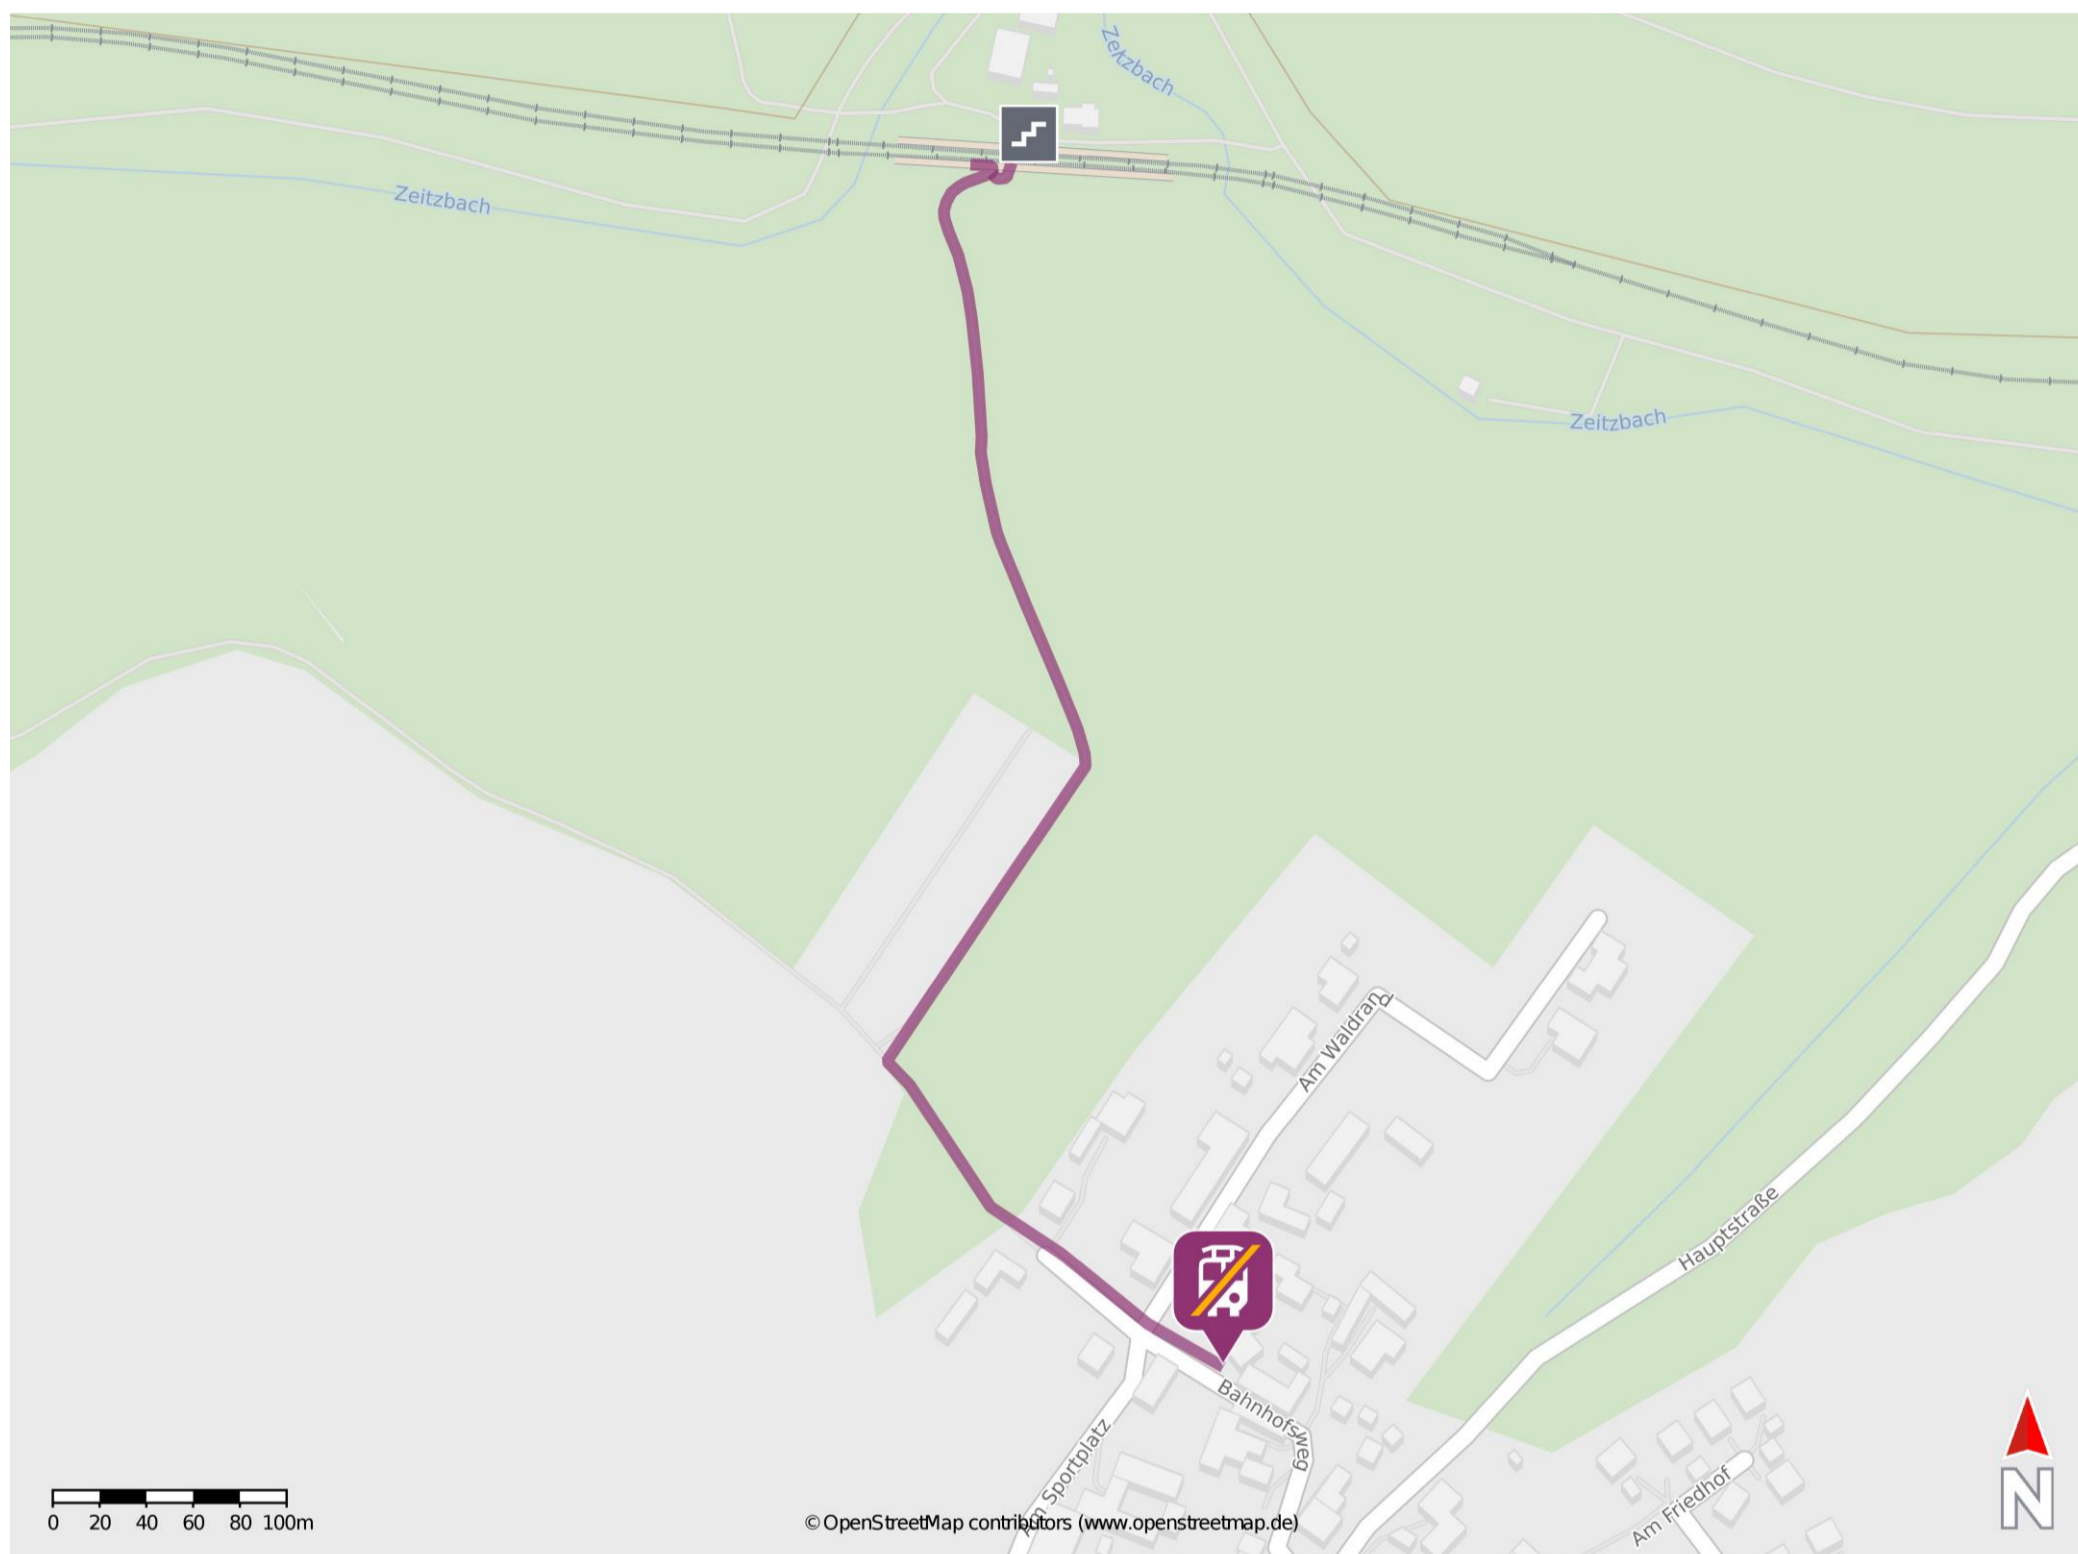 Zeitzbach
Zeitzbach
Zeitzbach
Am Waldrand
Hauptstraße
Bahnhofsweg
Am Sportplatz
Am Friedhof
N
0 20 40 60 80 100m
© OpenStreetMap contributors (www.openstreetmap.de)